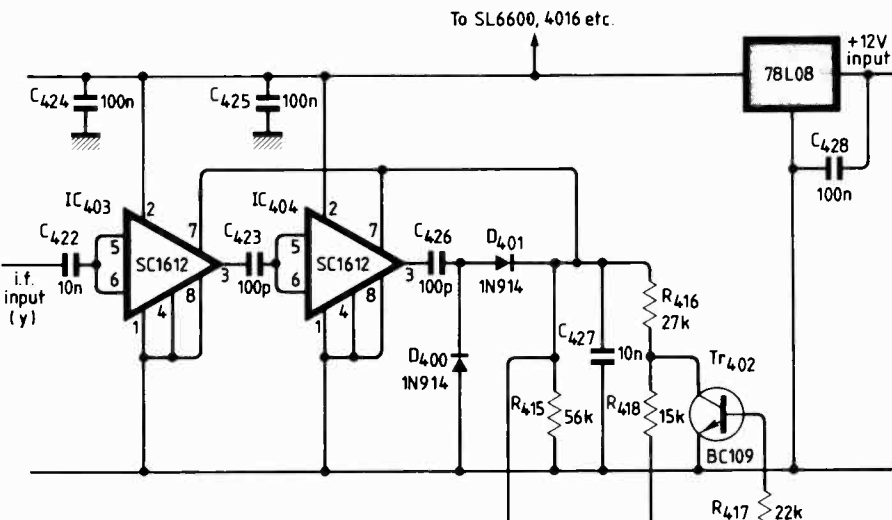 To SL6600, 4016 etc.
+12V
input
78L08
C424
100n
C425
100n
C428
100n
IC403
2
IC404
2
7
7
C422
5
SC1612
3
C423
5
SC1612
3
C426
D401
6
4
8
6
4
8
10n
100p
100p
1N914
i.f.
input
(y)
1
1
R416
27k
C427
10n
Tr402
D400
1N914
R415
56k
R418
15k
BC109
R417
22k